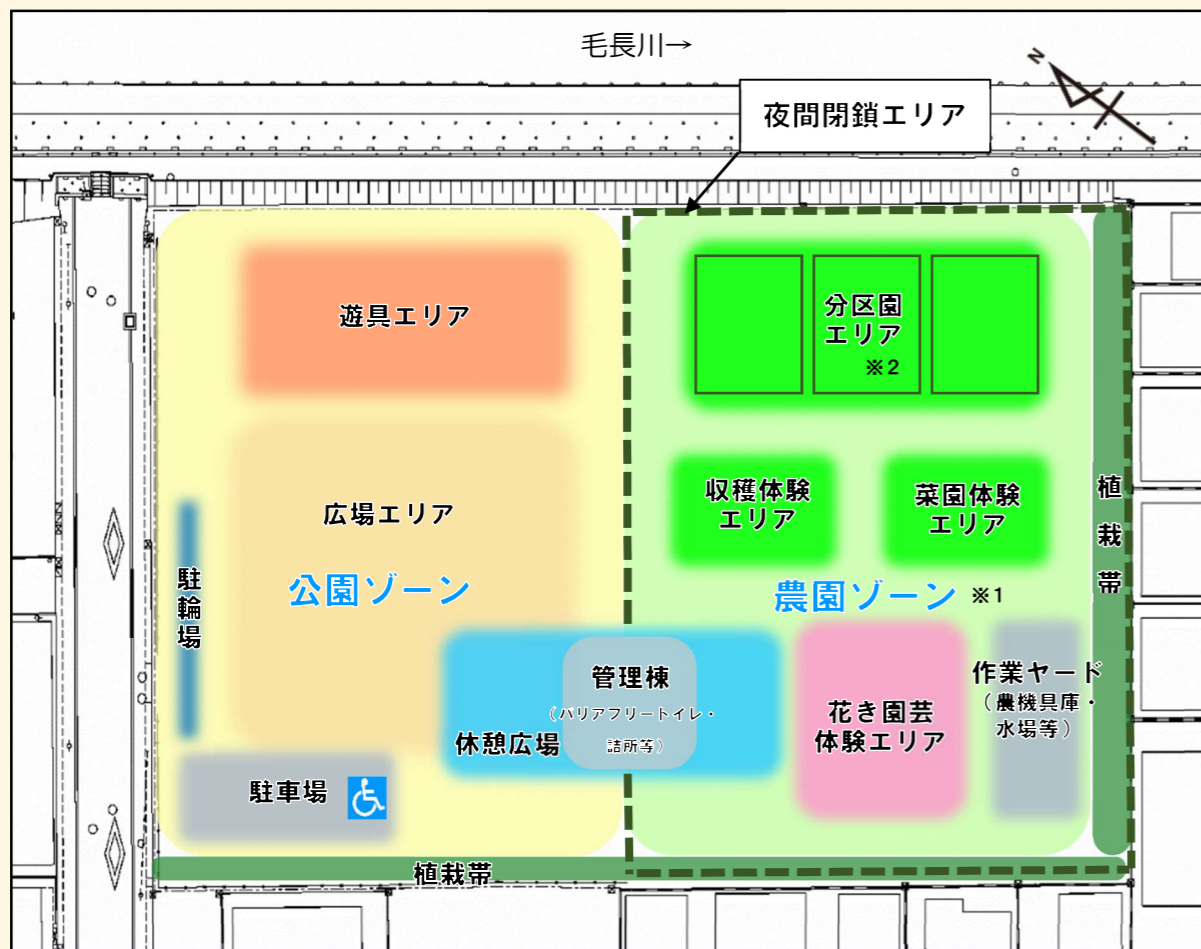 毛長川→
N
夜間閉鎖エリア
遊具エリア
分区園
エリア
※2
広場エリア
収穫体験
エリア
菜園体験
エリア
植栽帯
駐輪場
公園ゾーン
農園ゾーン ※1
管理棟
（バリアフリートイレ・
詰所等）
休憩広場
花き園芸
体験エリア
作業ヤード
（農機具庫・
水場等）
駐車場
植栽帯